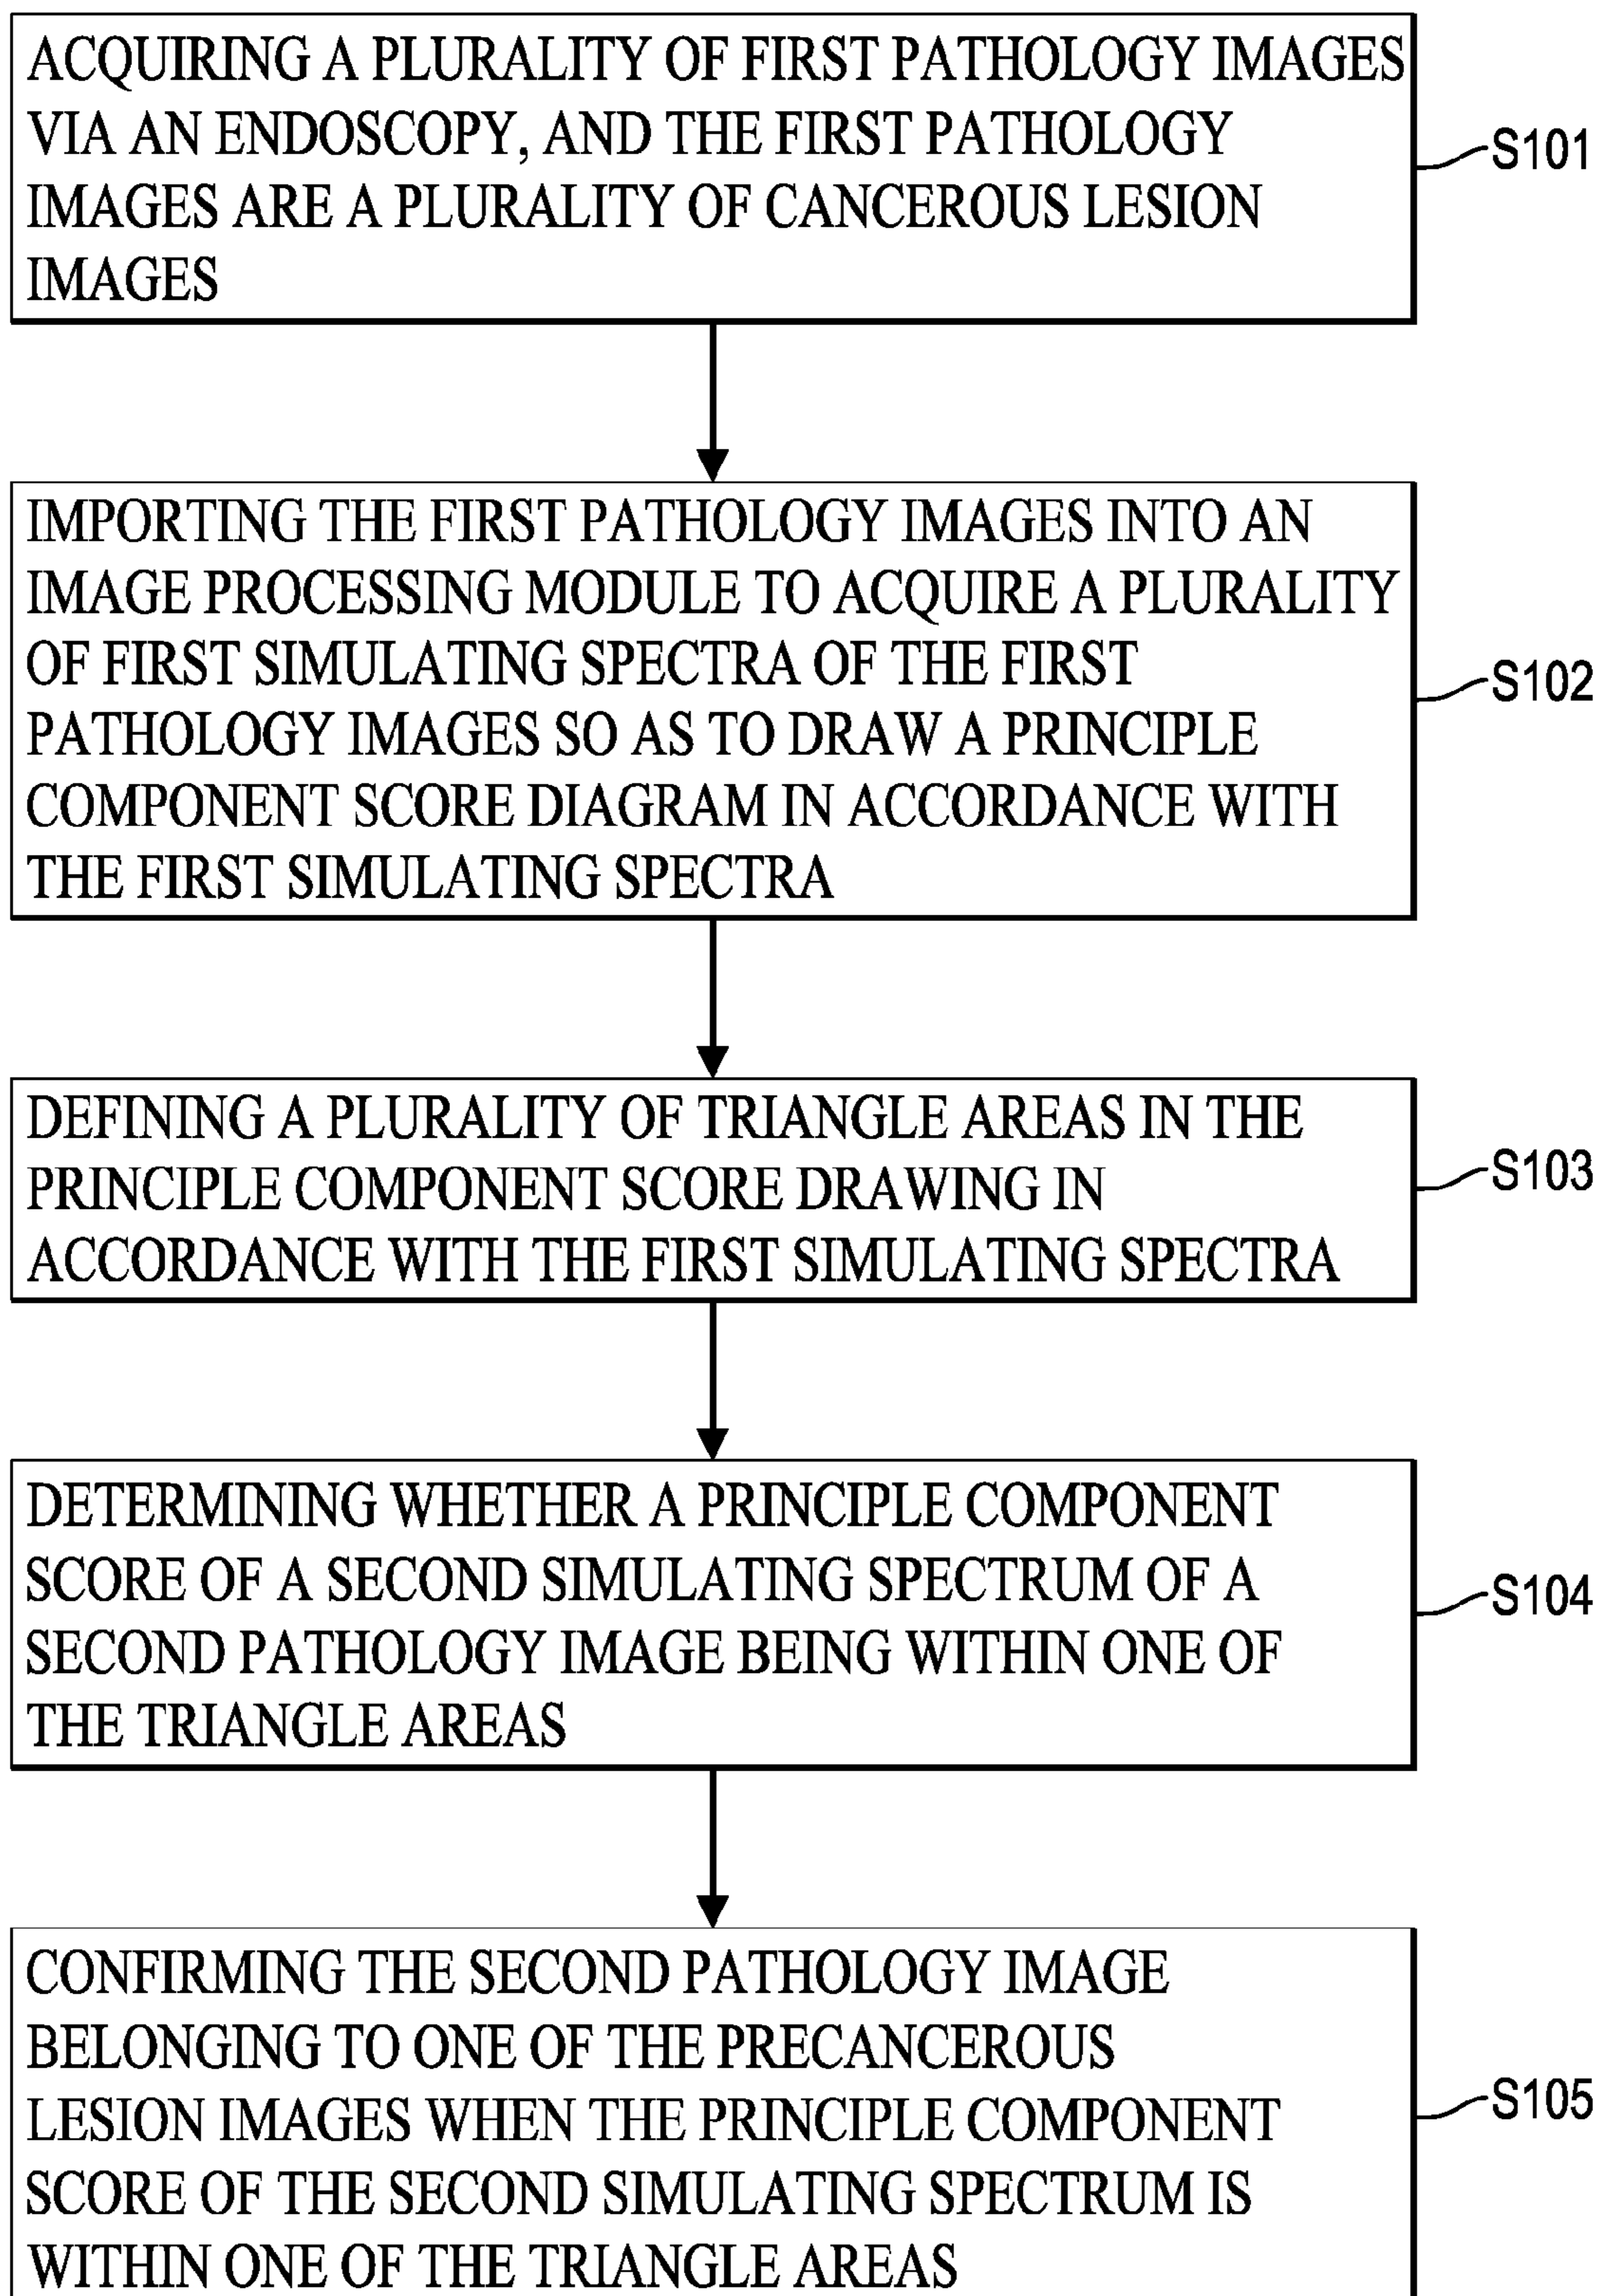 ACQUIRING A PLURALITY OF FIRST PATHOLOGY IMAGES
VIA AN ENDOSCOPY, AND THE FIRST PATHOLOGY
IMAGES ARE A PLURALITY OF CANCEROUS LESION
IMAGES
S101
IMPORTING THE FIRST PATHOLOGY IMAGES INTO AN
IMAGE PROCESSING MODULE TO ACQUIRE A PLURALITY
OF FIRST SIMULATING SPECTRA OF THE FIRST
PATHOLOGY IMAGES SO AS TO DRAW A PRINCIPLE
COMPONENT SCORE DIAGRAM IN ACCORDANCE WITH
THE FIRST SIMULATING SPECTRA
S102
DEFINING A PLURALITY OF TRIANGLE AREAS IN THE
PRINCIPLE COMPONENT SCORE DRAWING IN
ACCORDANCE WITH THE FIRST SIMULATING SPECTRA
S103
DETERMINING WHETHER A PRINCIPLE COMPONENT
SCORE OF A SECOND SIMULATING SPECTRUM OF A
SECOND PATHOLOGY IMAGE BEING WITHIN ONE OF
THE TRIANGLE AREAS
S104
CONFIRMING THE SECOND PATHOLOGY IMAGE
BELONGING TO ONE OF THE PRECANCEROUS
LESION IMAGES WHEN THE PRINCIPLE COMPONENT
SCORE OF THE SECOND SIMULATING SPECTRUM IS
WITHIN ONE OF THE TRIANGLE AREAS
S105